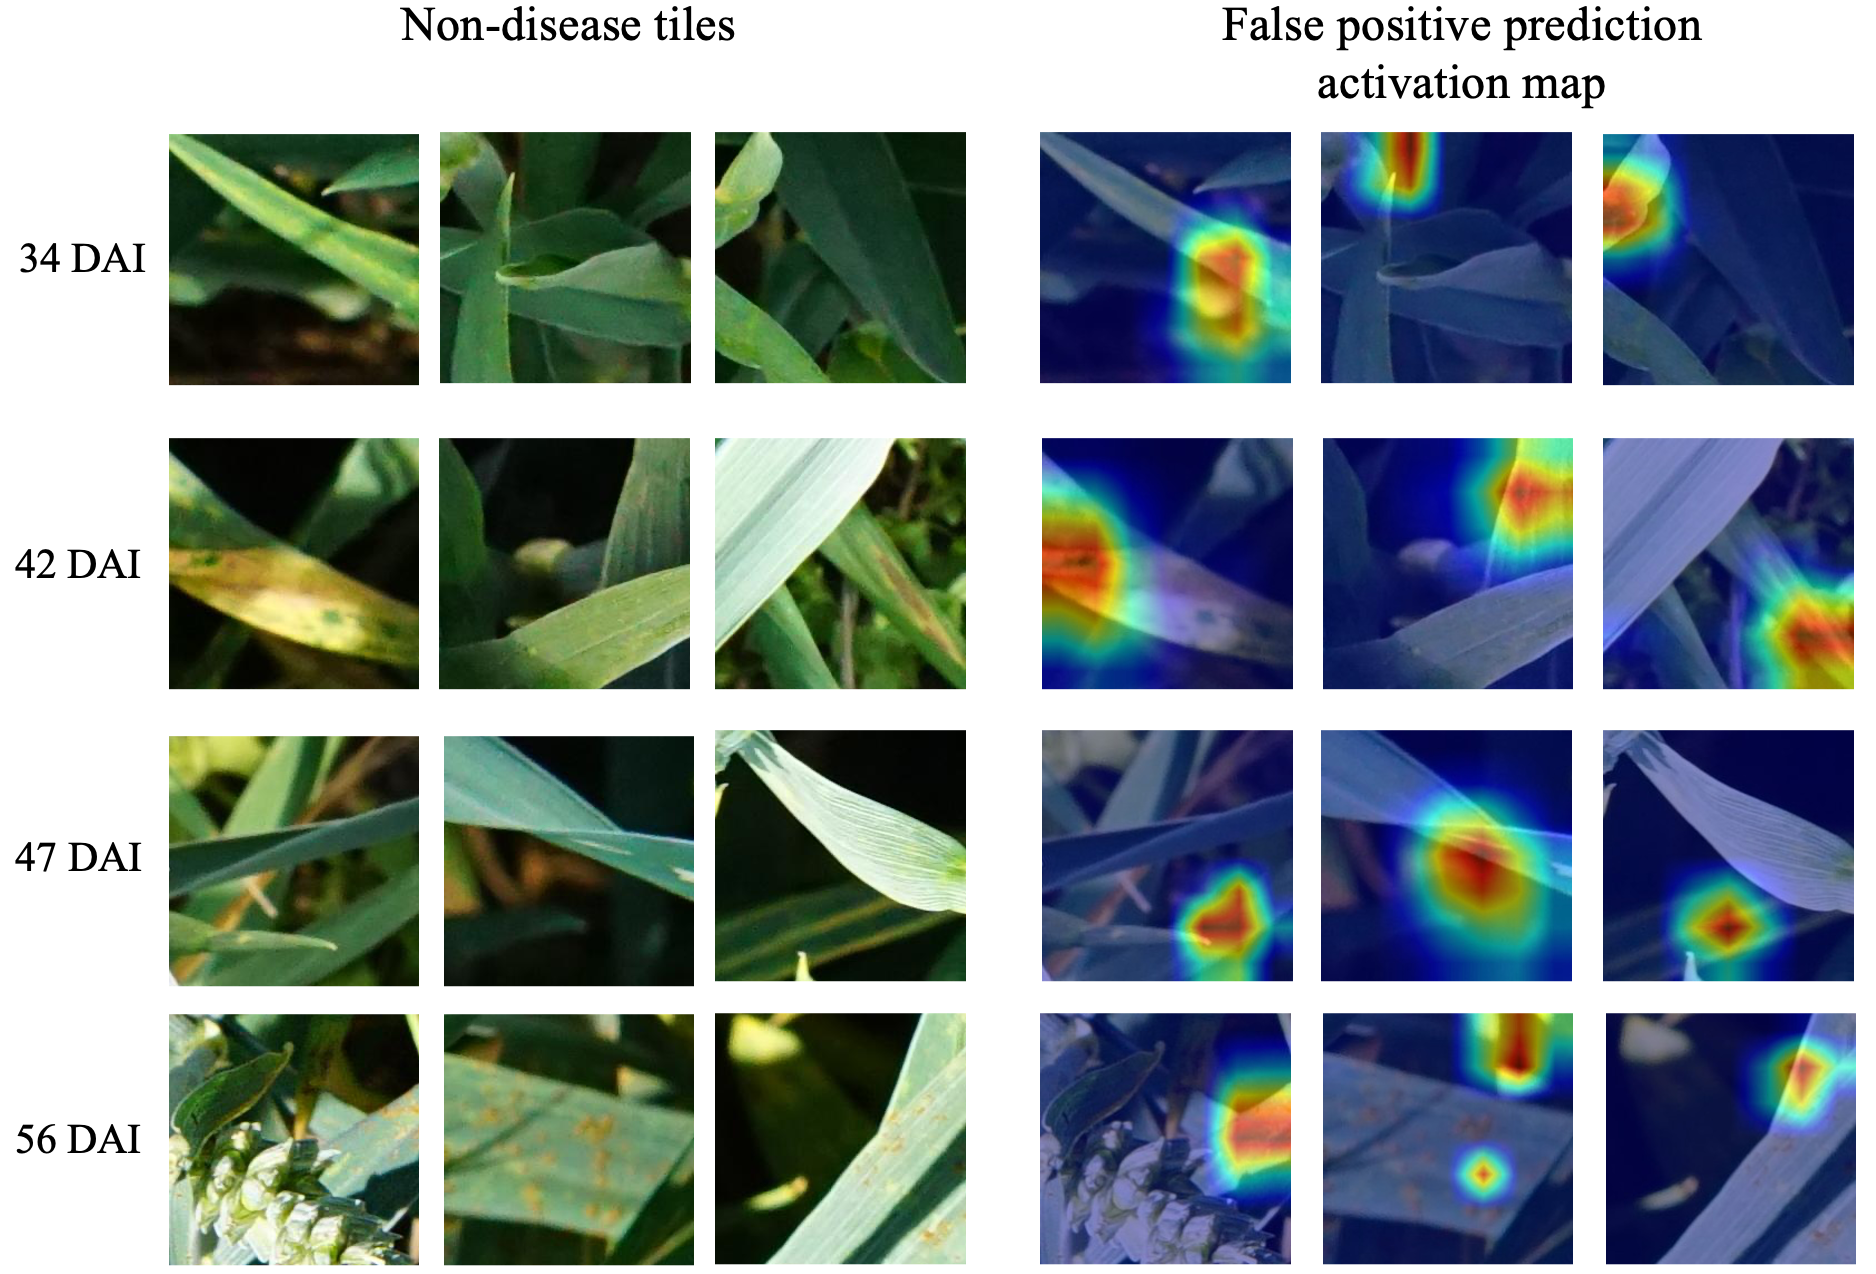 Non-disease tiles
False positive prediction
activation map
34 DAI
42 DAI
47 DAI
56 DAI